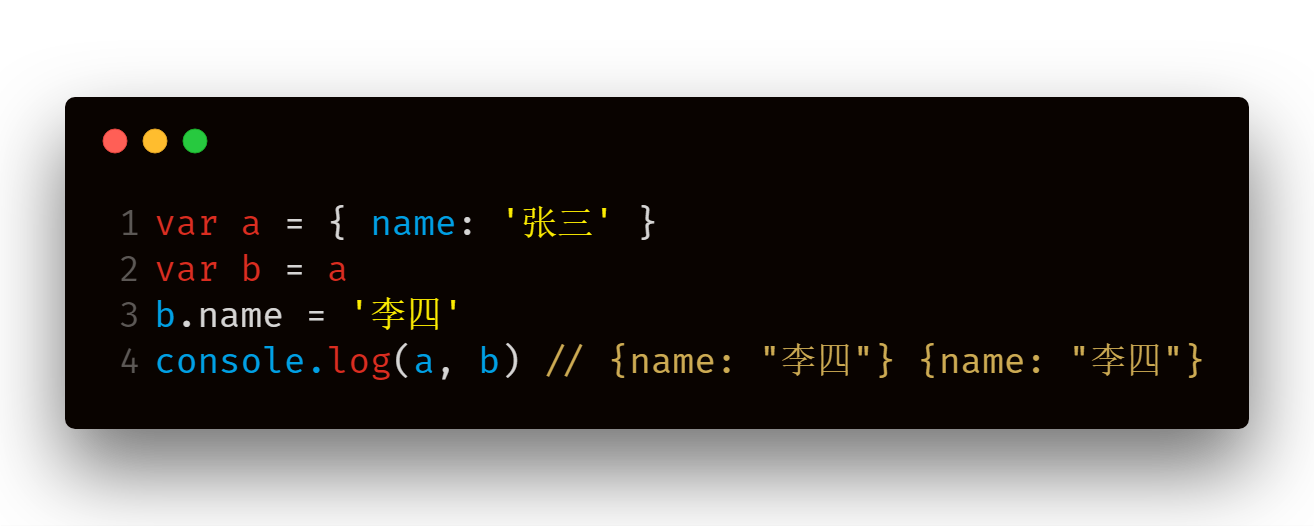 1 var a = { name: '张三' }
2 var b = a
3 b.name = '李四'
4 console.log(a, b) // {name: "李四"} {name: "李四"}